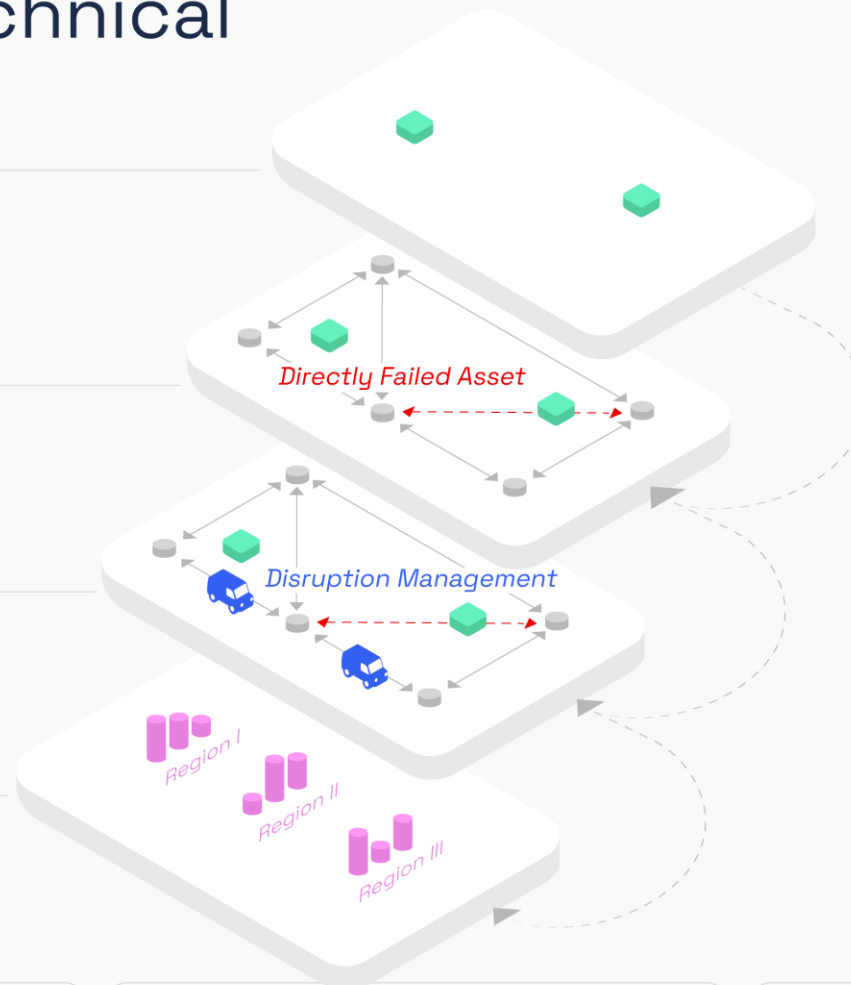 chnical
Directly Failed Asset
Disruption Management
Region I
Region II
Region III